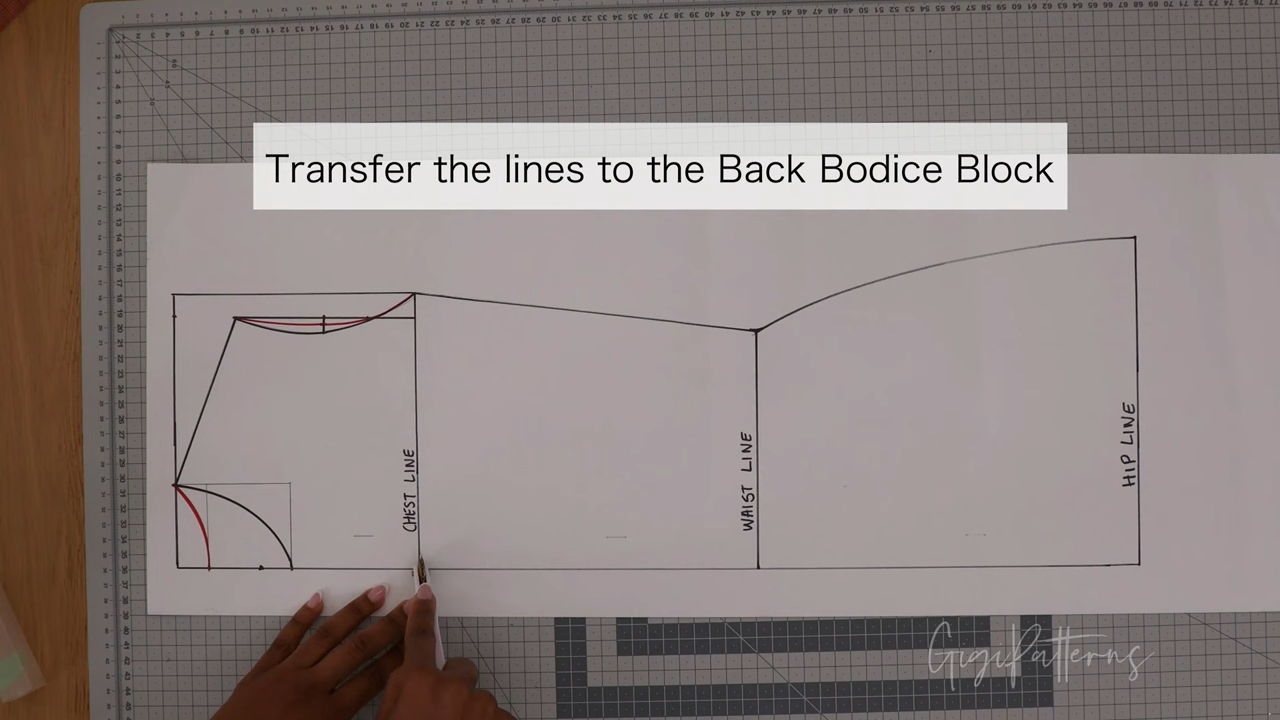 Transfer the lines to the Back Bodice Block
CHEST LINE
WAIST LINE
HIP LINE
GigiPatterns